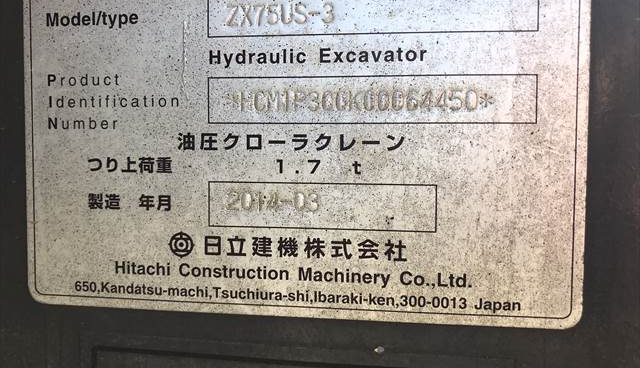 Model/type ZX75US-3
Hydraulic Excavator
Product
Identification *HCM1P300K00064450*
Number
油圧クローラクレーン
つり上荷重 1.7 t
製造 年月 2014-03
日立建機株式会社
Hitachi Construction Machinery Co.,Ltd.
650,Kandatsu-machi,Tsuchiura-shi,Ibaraki-ken,300-0013 Japan